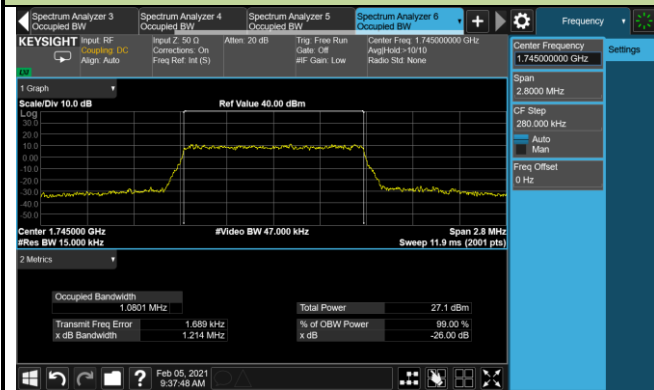 Spectrum Analyzer 3 Spectrum Analyzer 4 Spectrum Analyzer 5 Spectrum Analyzer 6 Frequency
Occupied BW Occupied BW Occupied BW Occupied BW
KEYSIGHT Input: RF Input Z: 50 Ω Atten: 20 dB Trig: Free Run Center Freq: 1.745000000 GHz
Coupling: DC Corrections: On Gate: Off Avg|Hold:>10/10
Align: Auto Freq Ref: Int (S) #IF Gain: Low Radio Std: None
LXI
Center Frequency
1.745000000 GHz
Settings
Span
2.8000 MHz
CF Step
280.000 kHz
Auto
Man
Freq Offset
0 Hz
1 Graph
Scale/Div 10.0 dB Ref Value 40.00 dBm
Log
30.0
20.0
10.0
0.00
-10.0
-20.0
-30.0
-40.0
-50.0
Center 1.745000 GHz #Video BW 47.000 kHz Span 2.8 MHz
#Res BW 15.000 kHz Sweep 11.9 ms (2001 pts)
2 Metrics
Occupied Bandwidth
1.0801 MHz Total Power 27.1 dBm
Transmit Freq Error 1.689 kHz % of OBW Power 99.00 %
x dB Bandwidth 1.214 MHz x dB -26.00 dB
? Feb 05, 2021
9:37:48 AM